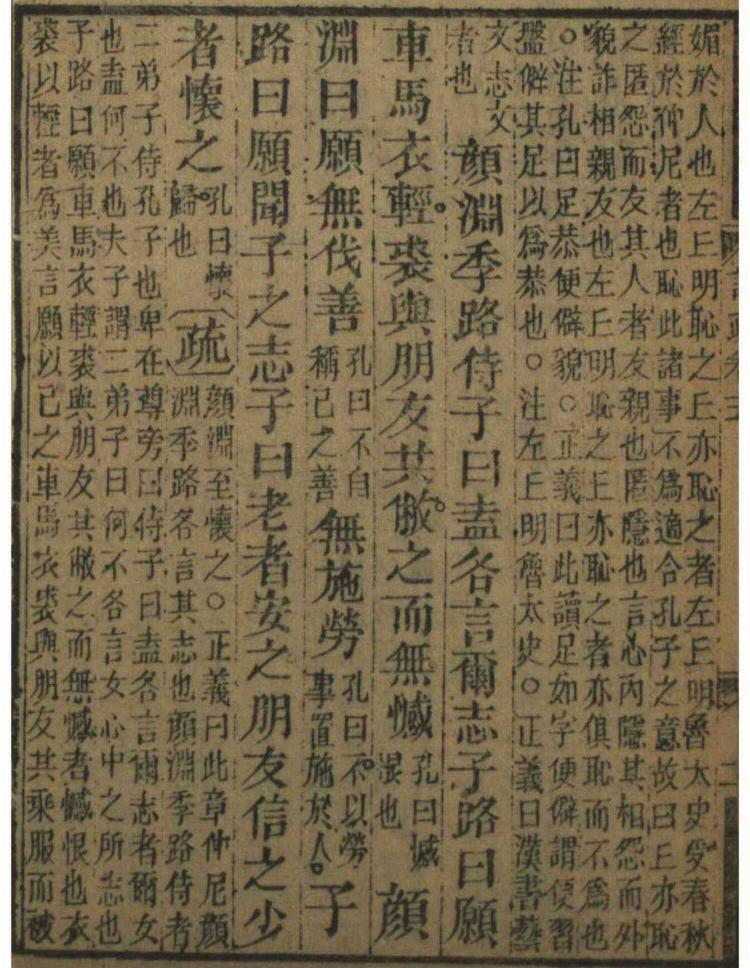 媚於人也左丘明恥之丘亦恥之者左丘明魯太史受春秋
經於仲尼者也恥此諸事不爲適合孔子之意故曰丘亦恥
之匿怨而友其人者友親也匿隱也言心內隱其相怨而外
貌詐相親友也左丘明恥之丘亦恥之者亦俱恥而不爲也
○注孔曰足恭便僻貌○正義曰此讀足如字便僻謂便習
盤僻其足以爲恭也○注左丘明魯太史○正義曰漢書藝
文志文者也顏淵季路侍子曰盍各言爾志子路曰願
車馬衣輕裘與朋友共敝之而無憾孔曰憾恨也顏
淵曰願無伐善孔曰不自稱己之善無施勞孔曰不以勞事置施於人子
路曰願聞子之志子曰老者安之朋友信之少
者懷之孔曰懷歸也疏顏淵至懷之○正義曰此章仲尼顏淵季路各言其志也顏淵季路侍者
二弟子侍孔子也卑在尊旁曰侍子曰盍各言爾志者爾女
也盍何不也夫子謂二弟子曰何不各言女心中之所志也
子路曰願車馬衣輕裘與朋友共敝之而無憾者憾恨也衣
裘以輕者爲美言願以己之車馬衣裘與朋友共乘服而被